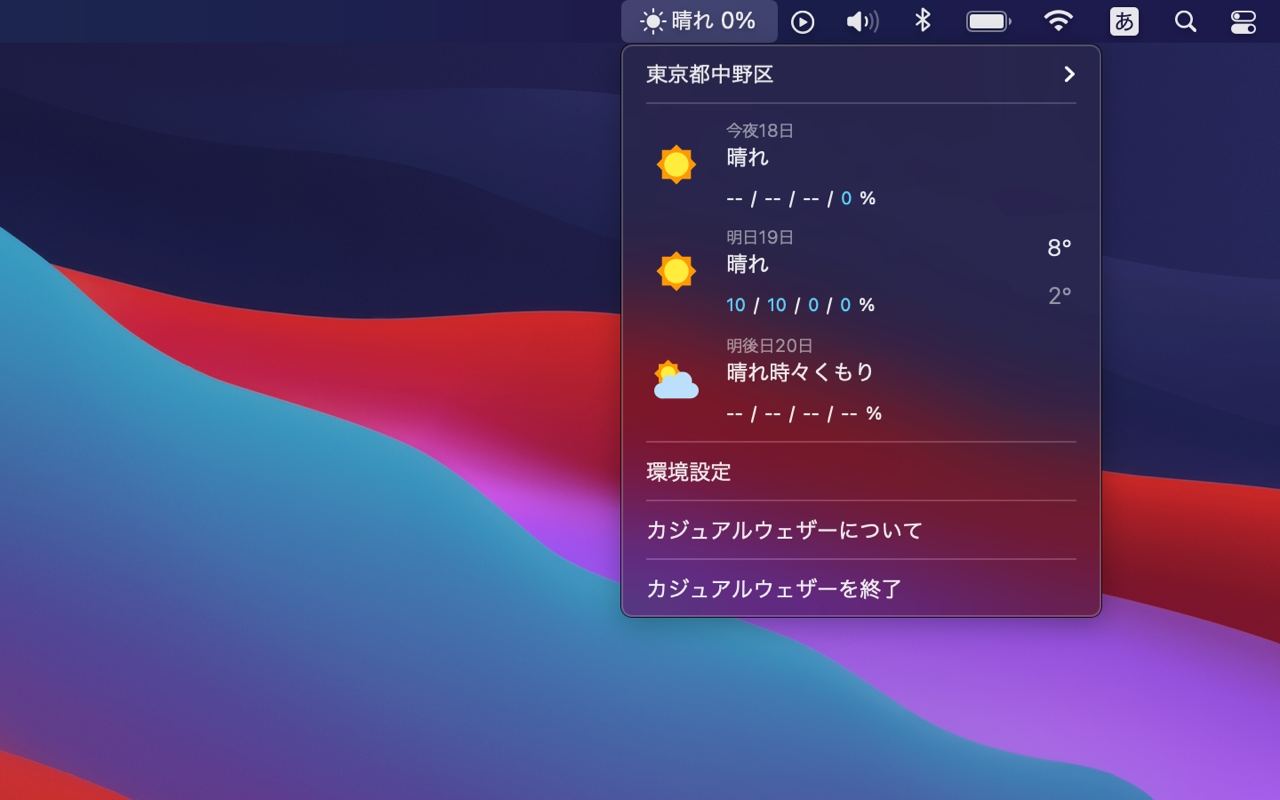 晴れ 0% あ
東京都中野区
今夜18日
晴れ
-- / -- / -- / 0 %
明日19日
晴れ
8°
10 / 10 / 0 / 0 %
2°
明後日20日
晴れ時々くもり
-- / -- / -- / -- %
環境設定
カジュアルウェザーについて
カジュアルウェザーを終了